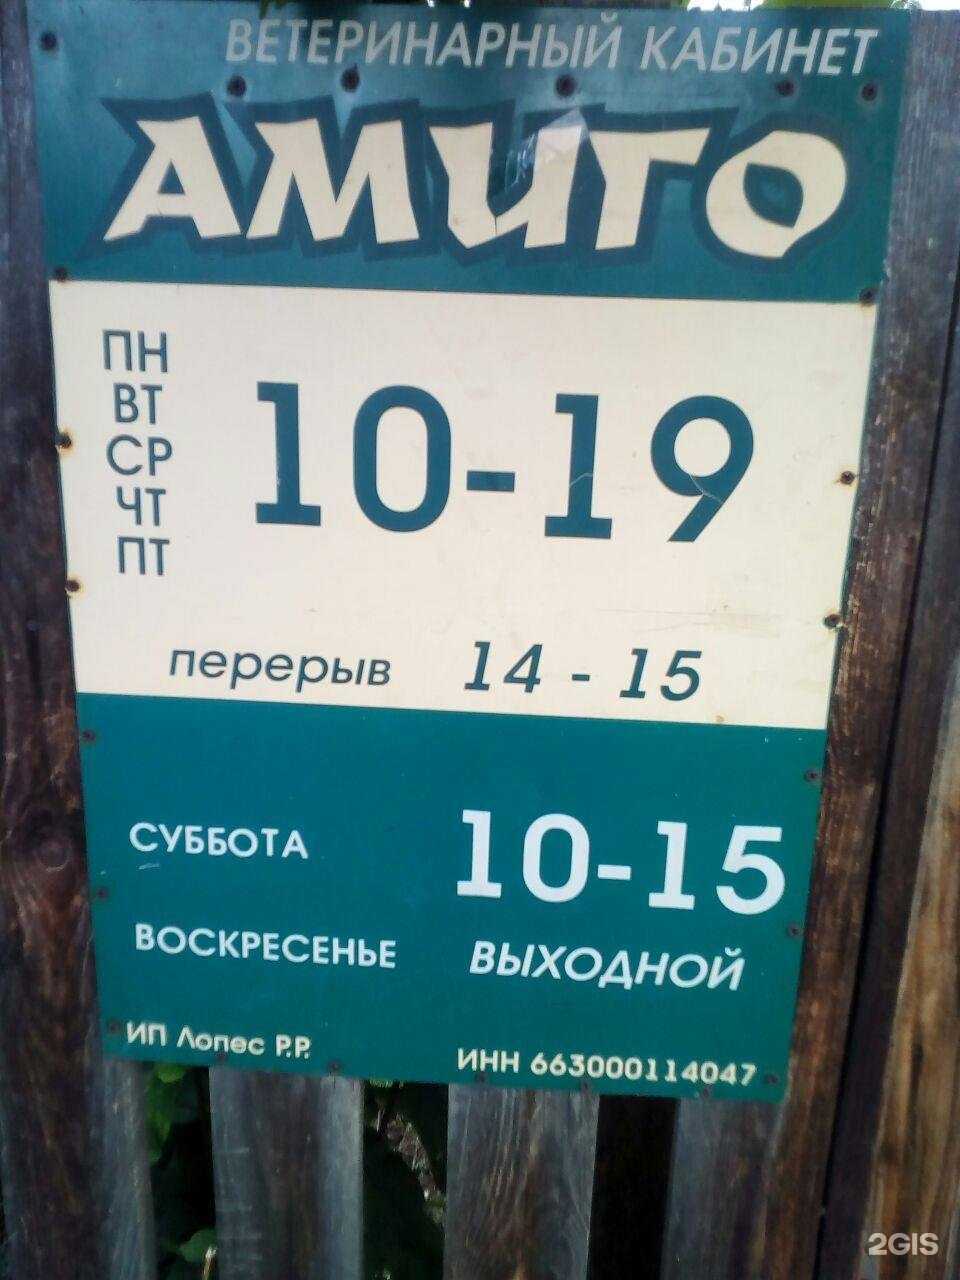 ВЕТЕРИНАРНЫЙ КАБИНЕТ
АМИГО
ПН
ВТ
СР
ЧТ
ПТ
10-19
перерыв 14 - 15
СУББОТА 10-15
ВОСКРЕСЕНЬЕ ВЫХОДНОЙ
ИП Лопес Р.Р.
ИНН 663000114047
2GIS